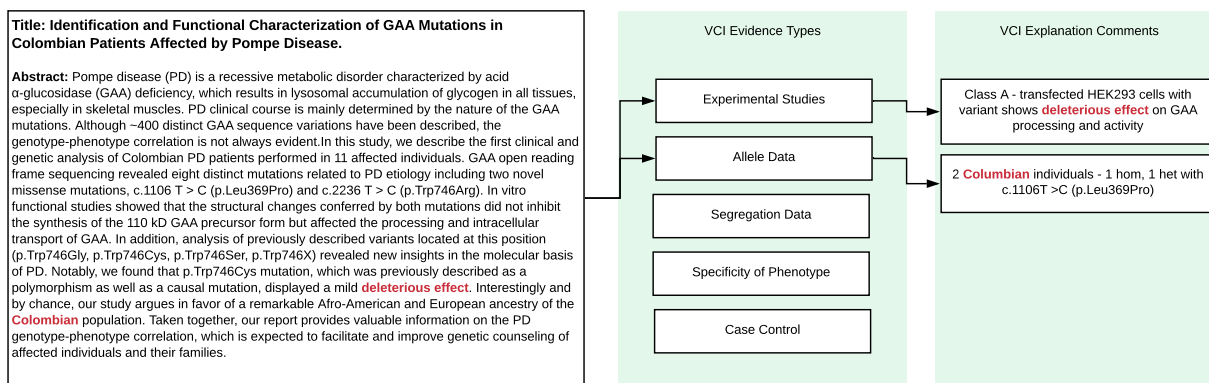 Title: Identification and Functional Characterization of GAA Mutations in
Colombian Patients Affected by Pompe Disease.
Abstract: Pompe disease (PD) is a recessive metabolic disorder characterized by acid
α-glucosidase (GAA) deficiency, which results in lysosomal accumulation of glycogen in all tissues,
especially in skeletal muscles. PD clinical course is mainly determined by the nature of the GAA
mutations. Although ~400 distinct GAA sequence variations have been described, the
genotype-phenotype correlation is not always evident.In this study, we describe the first clinical and
genetic analysis of Colombian PD patients performed in 11 affected individuals. GAA open reading
frame sequencing revealed eight distinct mutations related to PD etiology including two novel
missense mutations, c.1106 T > C (p.Leu369Pro) and c.2236 T > C (p.Trp746Arg). In vitro
functional studies showed that the structural changes conferred by both mutations did not inhibit
the synthesis of the 110 kD GAA precursor form but affected the processing and intracellular
transport of GAA. In addition, analysis of previously described variants located at this position
(p.Trp746Gly, p.Trp746Cys, p.Trp746Ser, p.Trp746X) revealed new insights in the molecular basis
of PD. Notably, we found that p.Trp746Cys mutation, which was previously described as a
polymorphism as well as a causal mutation, displayed a mild deleterious effect. Interestingly and
by chance, our study argues in favor of a remarkable Afro-American and European ancestry of the
Colombian population. Taken together, our report provides valuable information on the PD
genotype-phenotype correlation, which is expected to facilitate and improve genetic counseling of
affected individuals and their families.
VCI Evidence Types
Experimental Studies
Allele Data
Segregation Data
Specificity of Phenotype
Case Control
VCI Explanation Comments
Class A - transfected HEK293 cells with
variant shows deleterious effect on GAA
processing and activity
2 Columbian individuals - 1 hom, 1 het with
c.1106T >C (p.Leu369Pro)